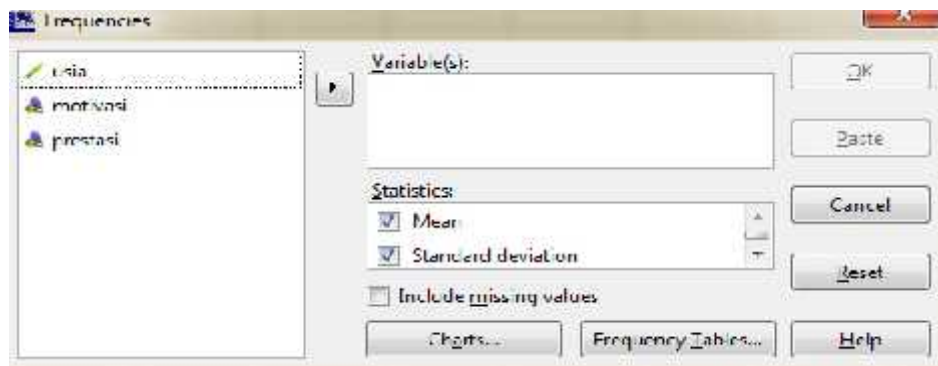 Frequencies
usia
motivasi
prestasi
Variable(s):
Statistics:
Mean
Standard deviation
Include missing values
Charts...
Frequency Tables...
OK
Paste
Cancel
Reset
Help